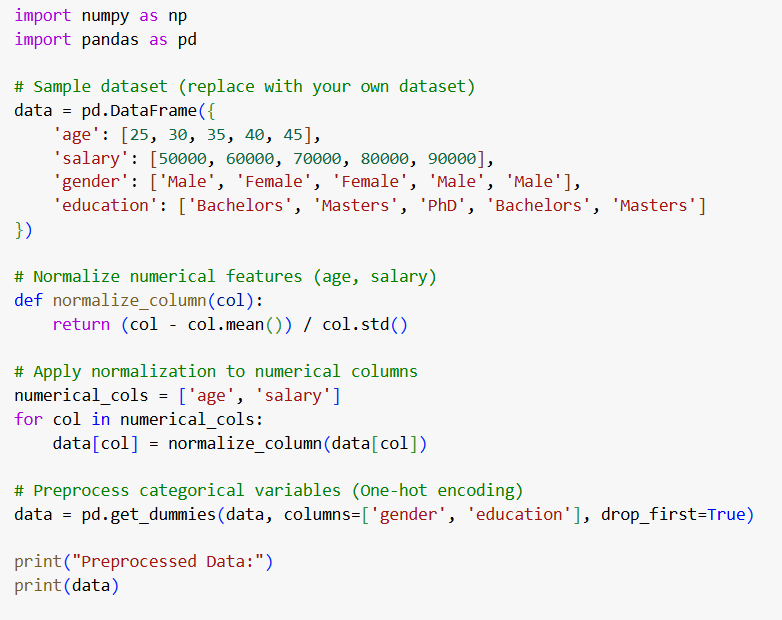 import numpy as np
import pandas as pd
# Sample dataset (replace with your own dataset)
data = pd.DataFrame({
    'age': [25, 30, 35, 40, 45],
    'salary': [50000, 60000, 70000, 80000, 90000],
    'gender': ['Male', 'Female', 'Female', 'Male', 'Male'],
    'education': ['Bachelors', 'Masters', 'PhD', 'Bachelors', 'Masters']
})
# Normalize numerical features (age, salary)
def normalize_column(col):
    return (col - col.mean()) / col.std()
# Apply normalization to numerical columns
numerical_cols = ['age', 'salary']
for col in numerical_cols:
    data[col] = normalize_column(data[col])
# Preprocess categorical variables (One-hot encoding)
data = pd.get_dummies(data, columns=['gender', 'education'], drop_first=True)
print("Preprocessed Data:")
print(data)